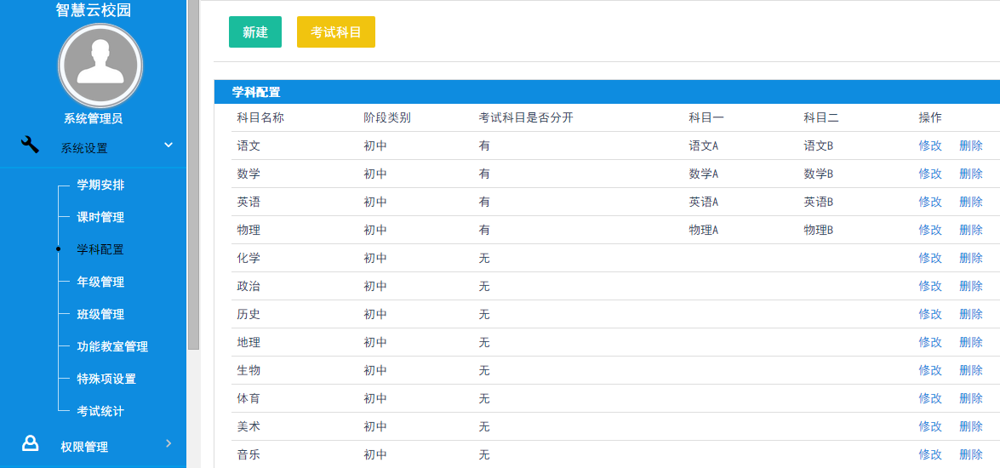 智慧云校园
系统管理员
系统设置
学期安排
课时管理
学科配置
年级管理
班级管理
功能教室管理
特殊项设置
考试统计
权限管理
新建 考试科目
学科配置
科目名称 阶段类别 考试科目是否分开 科目一 科目二 操作
语文 初中 有 语文A 语文B 修改 删除
数学 初中 有 数学A 数学B 修改 删除
英语 初中 有 英语A 英语B 修改 删除
物理 初中 有 物理A 物理B 修改 删除
化学 初中 无 修改 删除
政治 初中 无 修改 删除
历史 初中 无 修改 删除
地理 初中 无 修改 删除
生物 初中 无 修改 删除
体育 初中 无 修改 删除
美术 初中 无 修改 删除
音乐 初中 无 修改 删除